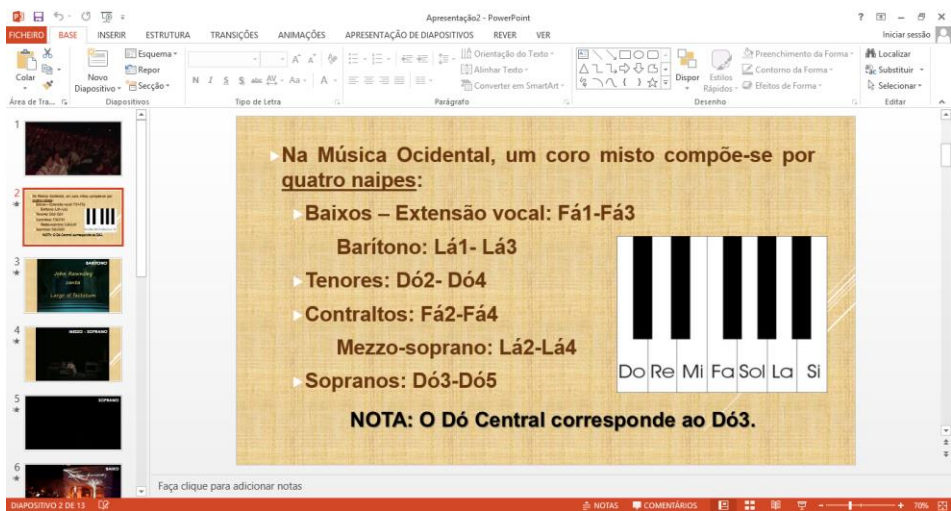 Apresentação2 - PowerPoint
FICHEIRO BASE INSERIR ESTRUTURA TRANSIÇÕES ANIMAÇÕES APRESENTAÇÃO DE DIAPOSITIVOS REVER VER Iniciar sessão
Colar
Novo Diapositivo
Esquema
Repor
Secção
Orientação do Texto
Alinhar Texto
Converter em SmartArt
Dispor
Estilos Rápidos
Preenchimento da Forma
Contorno da Forma
Efeitos de Forma
Localizar
Substituir
Selecionar
Área de Tra... Diapositivos Tipo de Letra Parágrafo Desenho Editar
1
2
3
BARÍTONO
4
MEZZO - SOPRANO
5
SOPRANO
6
BAIXO
Na Música Ocidental, um coro misto compõe-se por
quatro naipes:
Baixos – Extensão vocal: Fá1-Fá3
Barítono: Lá1- Lá3
Tenores: Dó2- Dó4
Contraltos: Fá2-Fá4
Mezzo-soprano: Lá2-Lá4
Sopranos: Dó3-Dó5
NOTA: O Dó Central corresponde ao Dó3.
Do Re Mi Fa Sol La Si
Faça clique para adicionar notas
DIAPOSITIVO 2 DE 13 NOTAS COMENTÁRIOS 70%